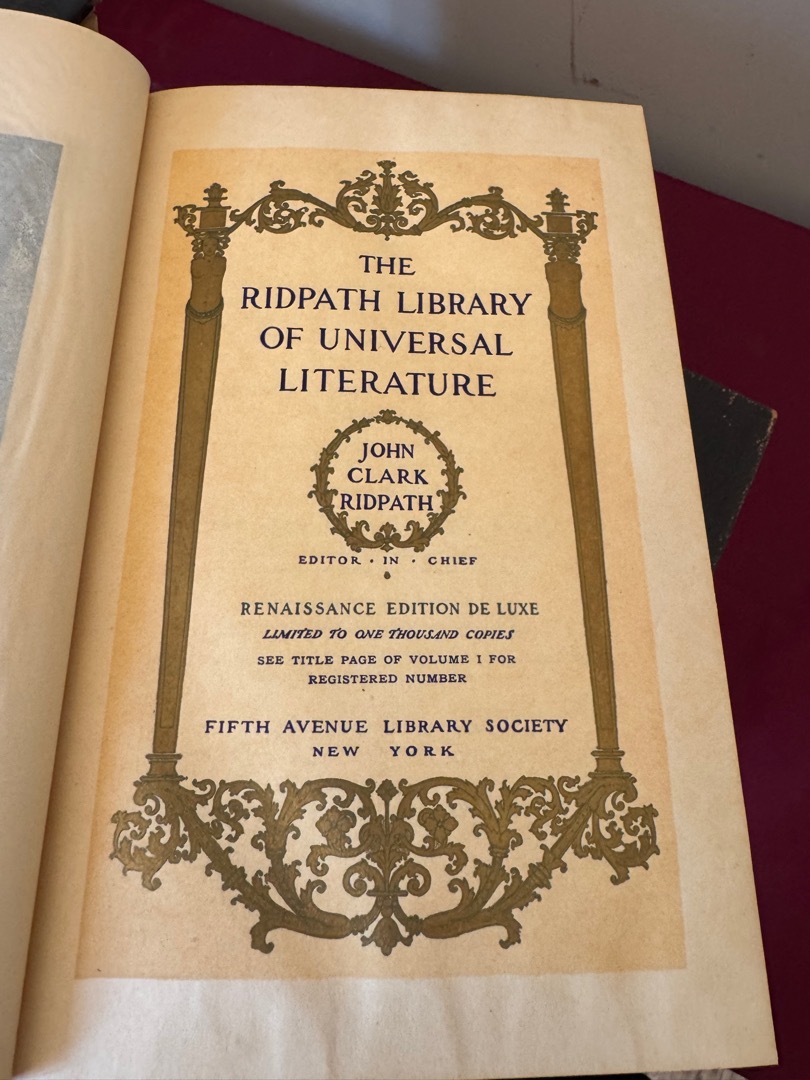 THE
RIDPATH LIBRARY
OF UNIVERSAL
LITERATURE
JOHN
CLARK
RIDPATH
EDITOR · IN · CHIEF
RENAISSANCE EDITION DE LUXE
LIMITED TO ONE THOUSAND COPIES
SEE TITLE PAGE OF VOLUME I FOR
REGISTERED NUMBER
FIFTH AVENUE LIBRARY SOCIETY
NEW YORK